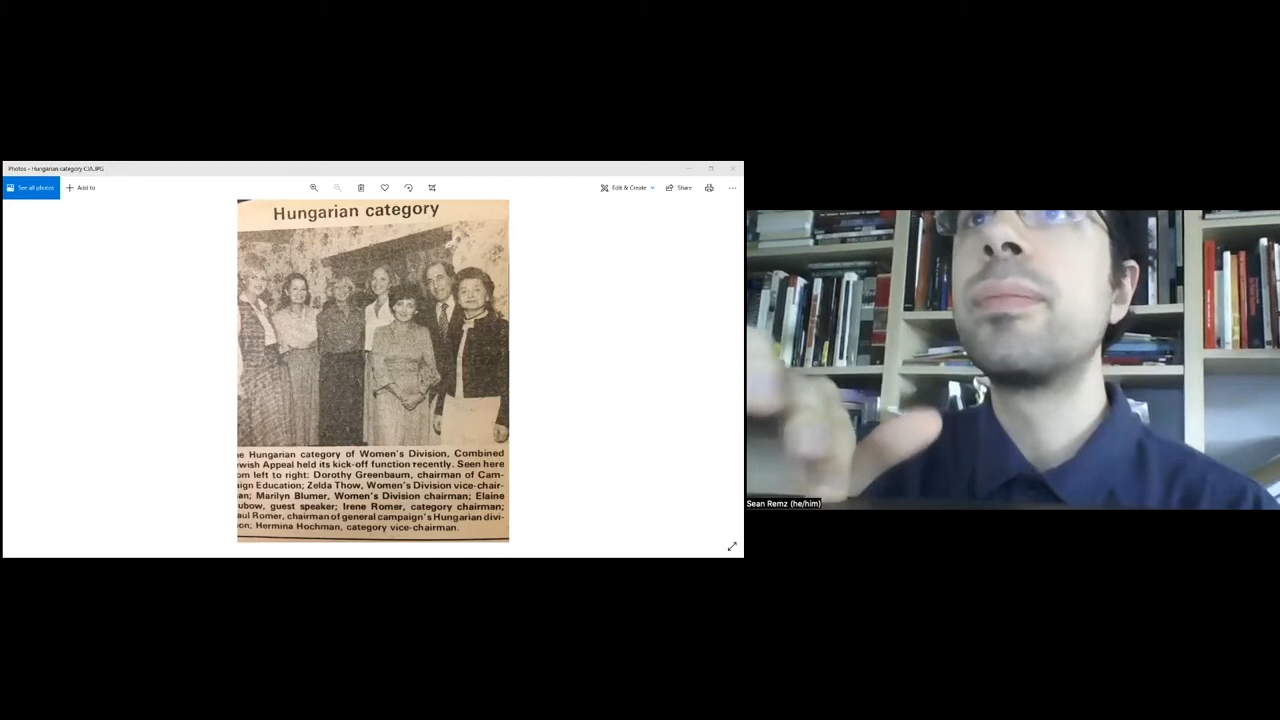 Photos - Hungarian category CJA.JPG
See all photos
Add to
Edit & Create
Share
Hungarian category
e Hungarian category of Women's Division, Combined
wish Appeal held its kick-off function recently. Seen here
om left to right: Dorothy Greenbaum, chairman of Cam-
ign Education; Zelda Thow, Women's Division vice-chair-
an; Marilyn Blumer, Women's Division chairman; Elaine
ubow, guest speaker; Irene Romer, category chairman;
aul Romer, chairman of general campaign's Hungarian divi-
on; Hermina Hochman, category vice-chairman.
Sean Remz (he/him)